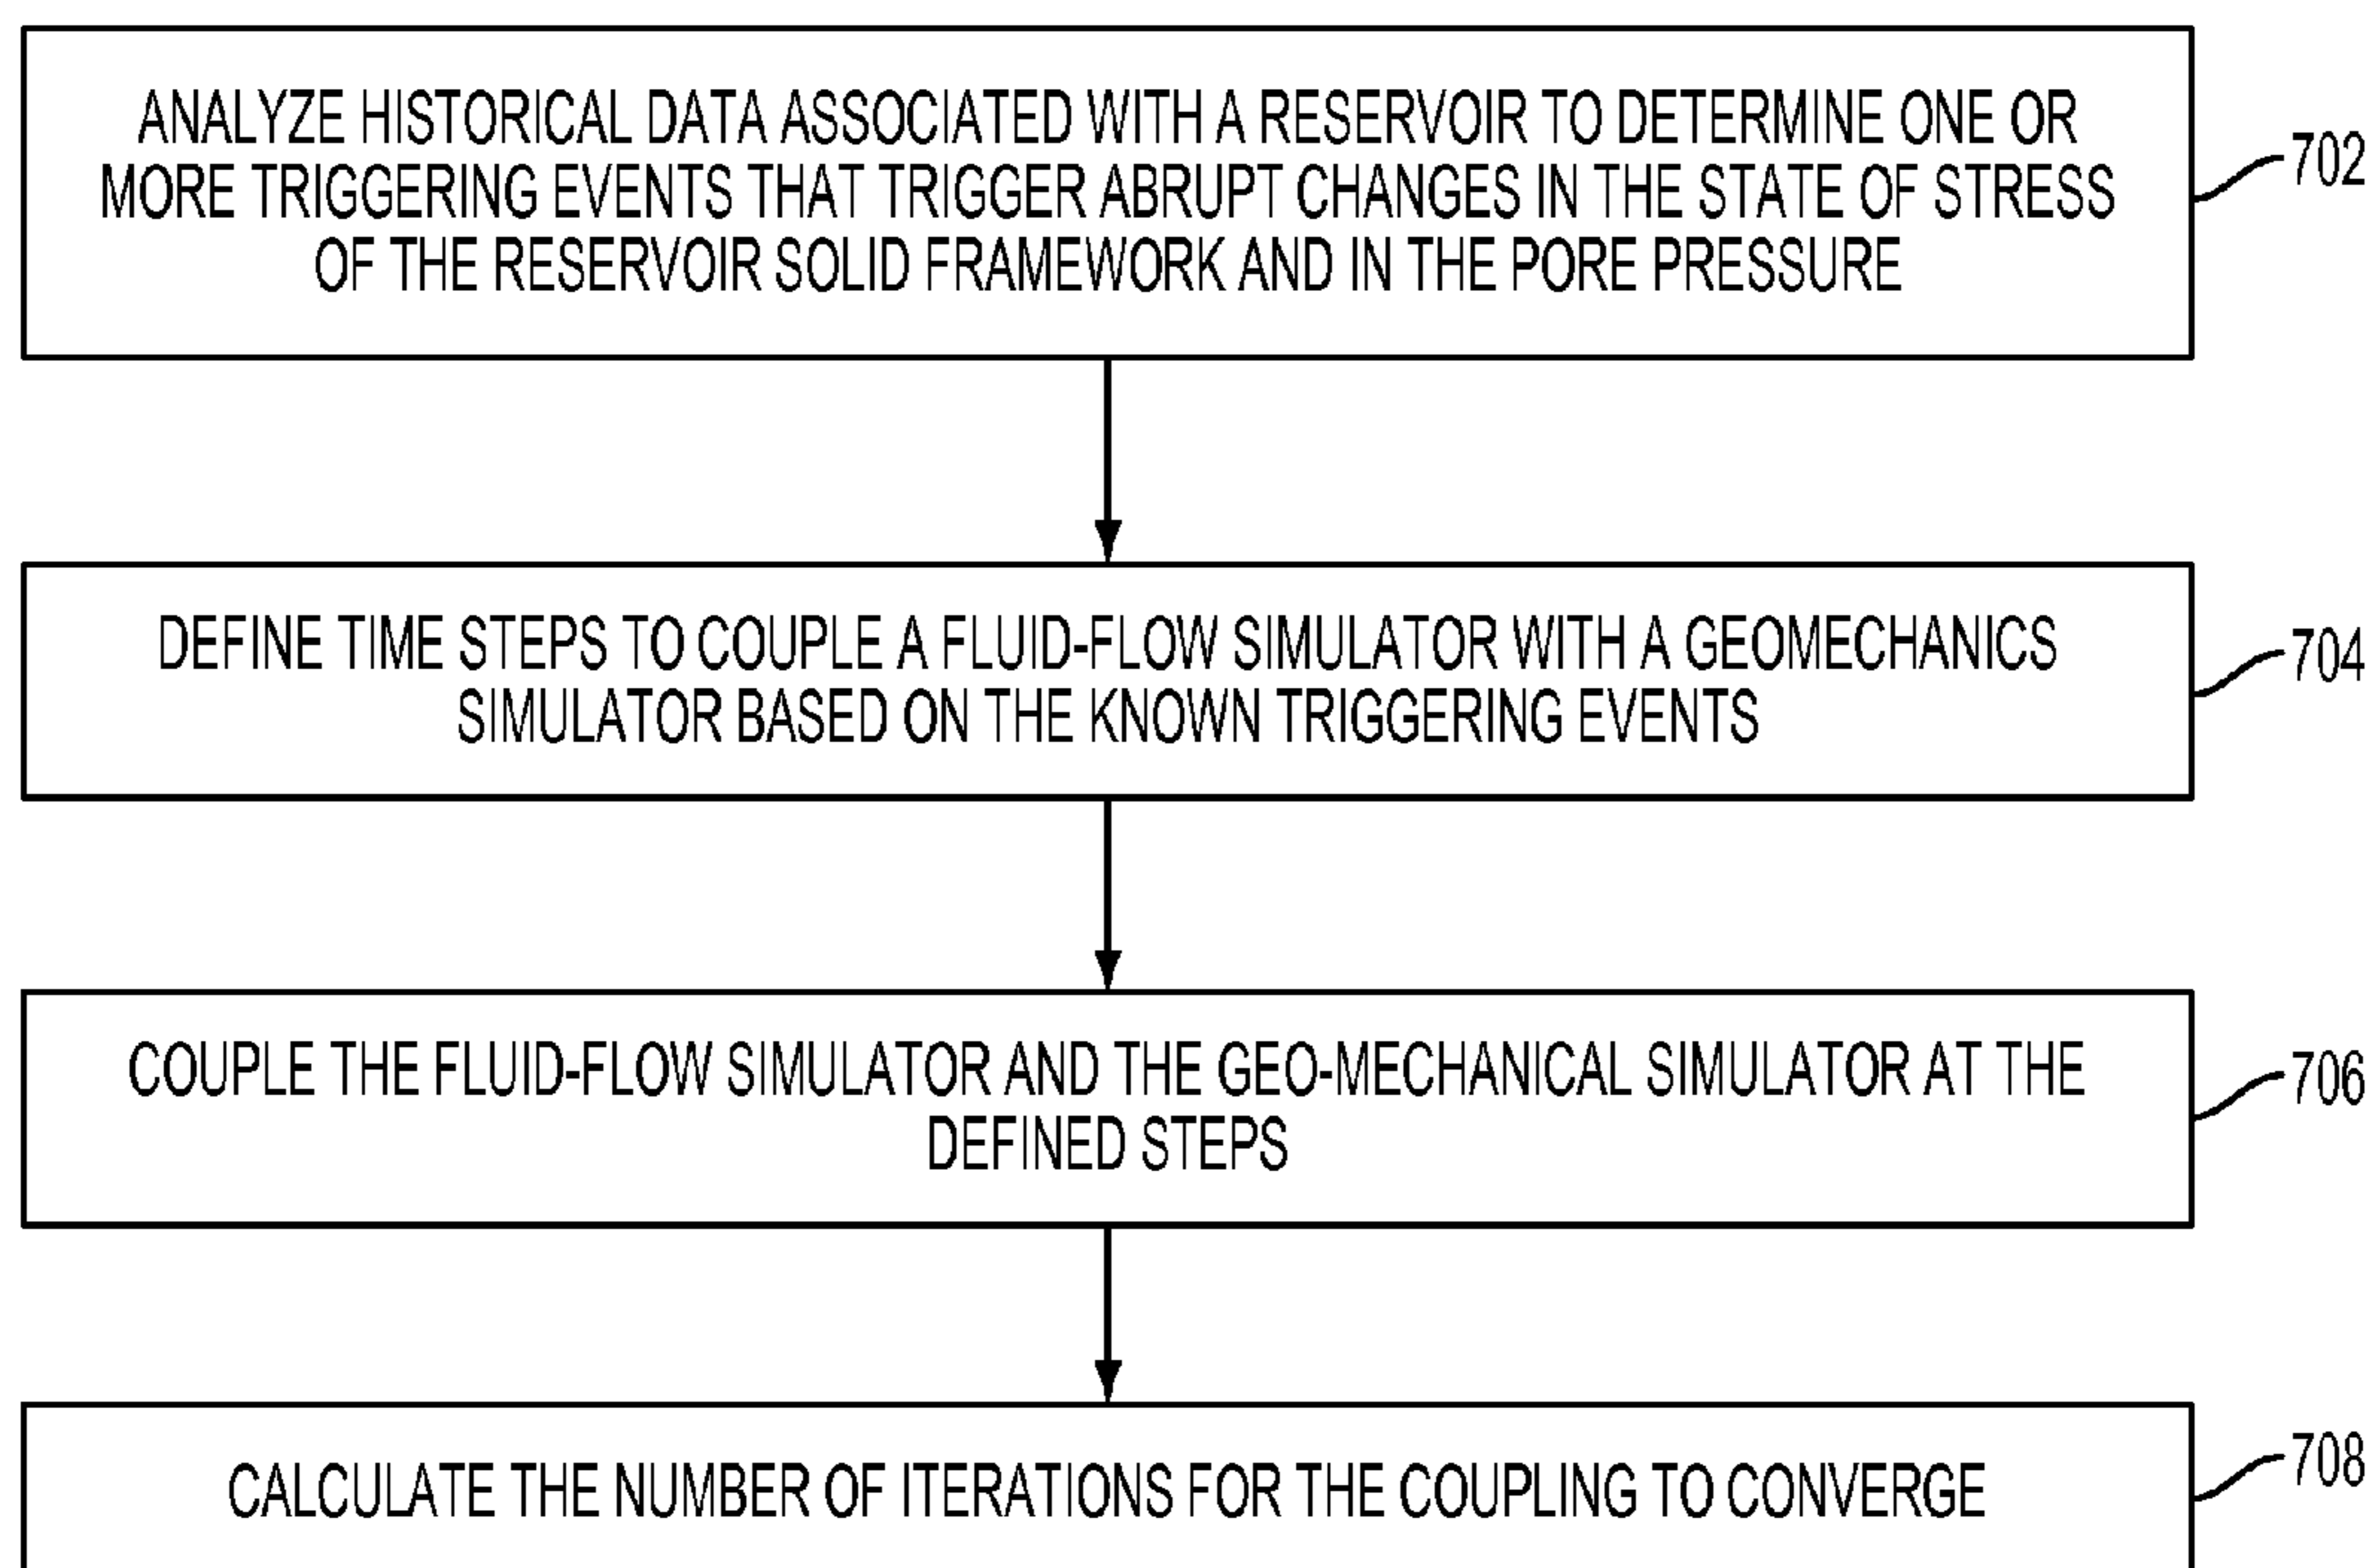 ANALYZE HISTORICAL DATA ASSOCIATED WITH A RESERVOIR TO DETERMINE ONE OR
MORE TRIGGERING EVENTS THAT TRIGGER ABRUPT CHANGES IN THE STATE OF STRESS
OF THE RESERVOIR SOLID FRAMEWORK AND IN THE PORE PRESSURE
702
DEFINE TIME STEPS TO COUPLE A FLUID-FLOW SIMULATOR WITH A GEOMECHANICS
SIMULATOR BASED ON THE KNOWN TRIGGERING EVENTS
704
COUPLE THE FLUID-FLOW SIMULATOR AND THE GEO-MECHANICAL SIMULATOR AT THE
DEFINED STEPS
706
CALCULATE THE NUMBER OF ITERATIONS FOR THE COUPLING TO CONVERGE
708